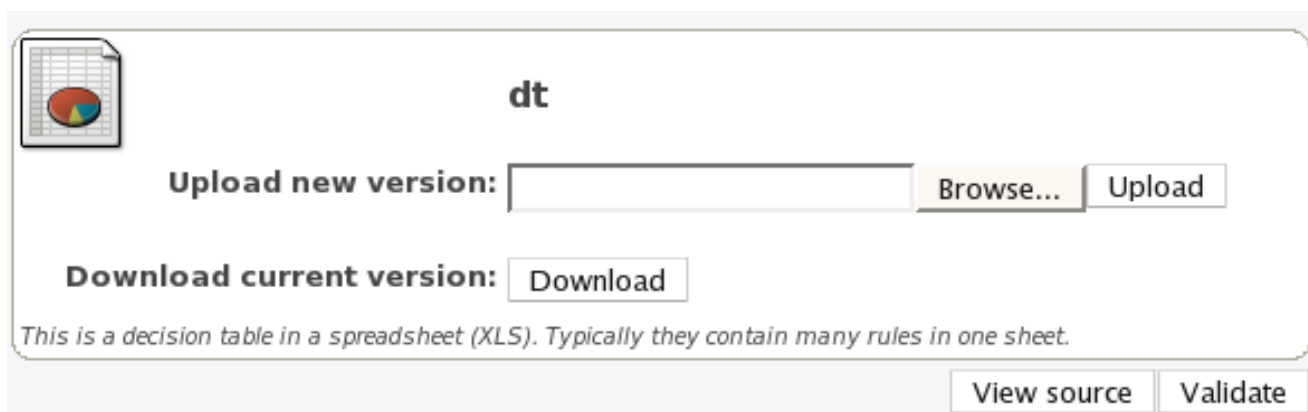 dt
Upload new version: Browse... Upload
Download current version: Download
This is a decision table in a spreadsheet (XLS). Typically they contain many rules in one sheet.
View source Validate